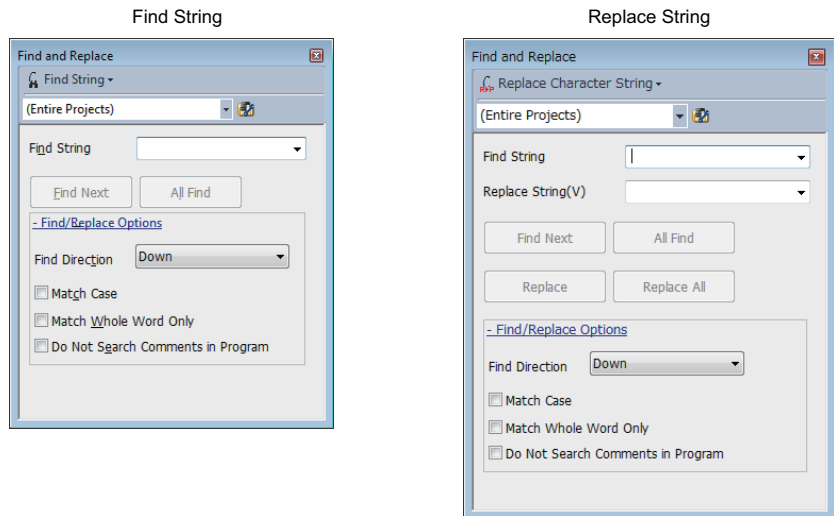 Find String
Find and Replace
Find String
(Entire Projects)
Find String
Find Next
All Find
- Find/Replace Options
Find Direction
Down
Match Case
Match Whole Word Only
Do Not Search Comments in Program
Replace String
Find and Replace
Replace Character String
(Entire Projects)
Find String
Replace String(V)
Find Next
All Find
Replace
Replace All
- Find/Replace Options
Find Direction
Down
Match Case
Match Whole Word Only
Do Not Search Comments in Program